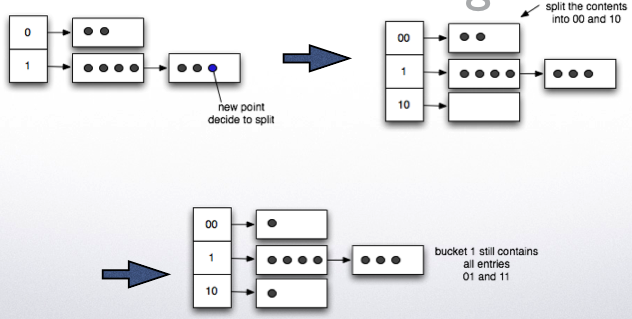 0
1
new point
decide to split
split the contents
into 00 and 10
00
1
10
00
1
10
bucket 1 still contains
all entries
01 and 11